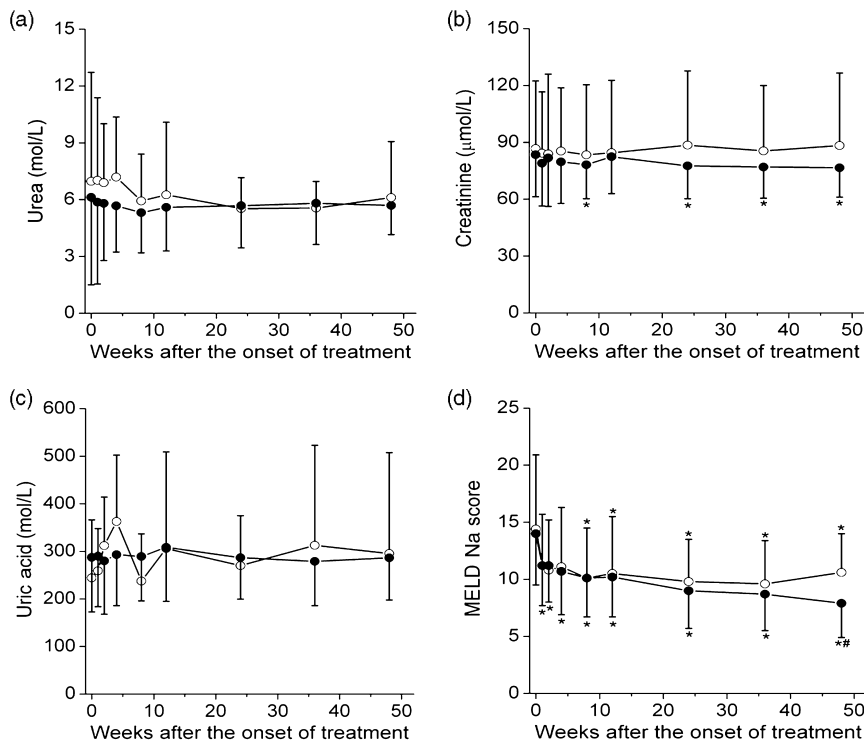 (a)
15
12
9
6
3
0
Urea (mol/L)
0 10 20 30 40 50
Weeks after the onset of treatment
(b)
150
120
90
60
30
0
Creatinine (μmol/L)
* * * *
0 10 20 30 40 50
Weeks after the onset of treatment
(c)
600
500
400
300
200
100
0
Uric acid (mol/L)
0 10 20 30 40 50
Weeks after the onset of treatment
(d)
25
20
15
10
5
0
MELD Na score
* * * * *
* * * * * * * *#
0 10 20 30 40 50
Weeks after the onset of treatment